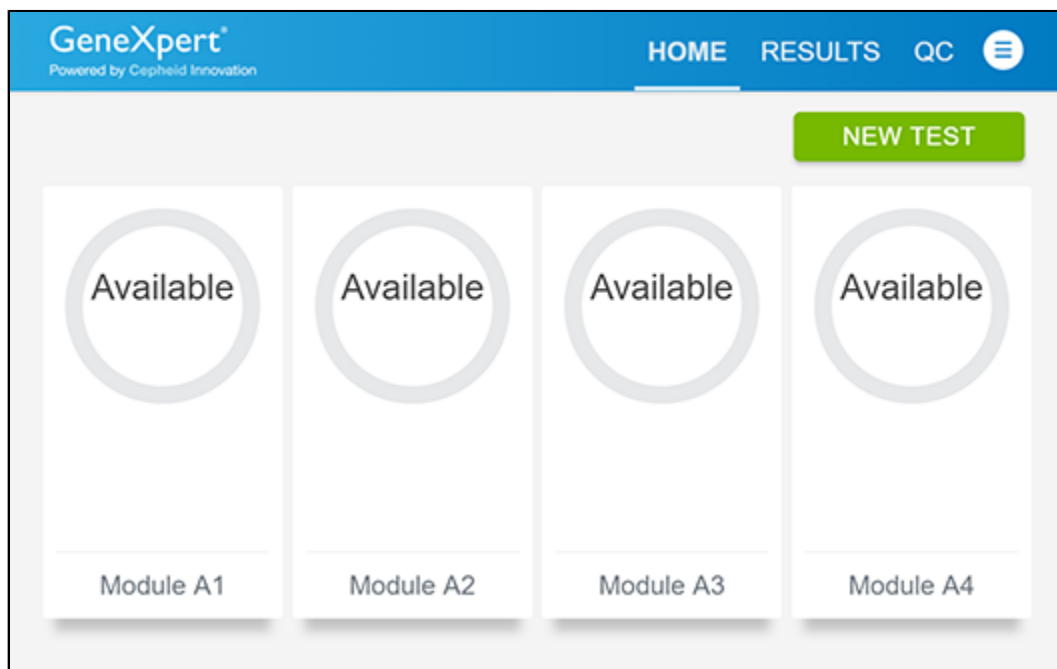 GeneXpert®
Powered by Cepheid Innovation
HOME RESULTS QC
NEW TEST
Available Available Available Available
Module A1 Module A2 Module A3 Module A4